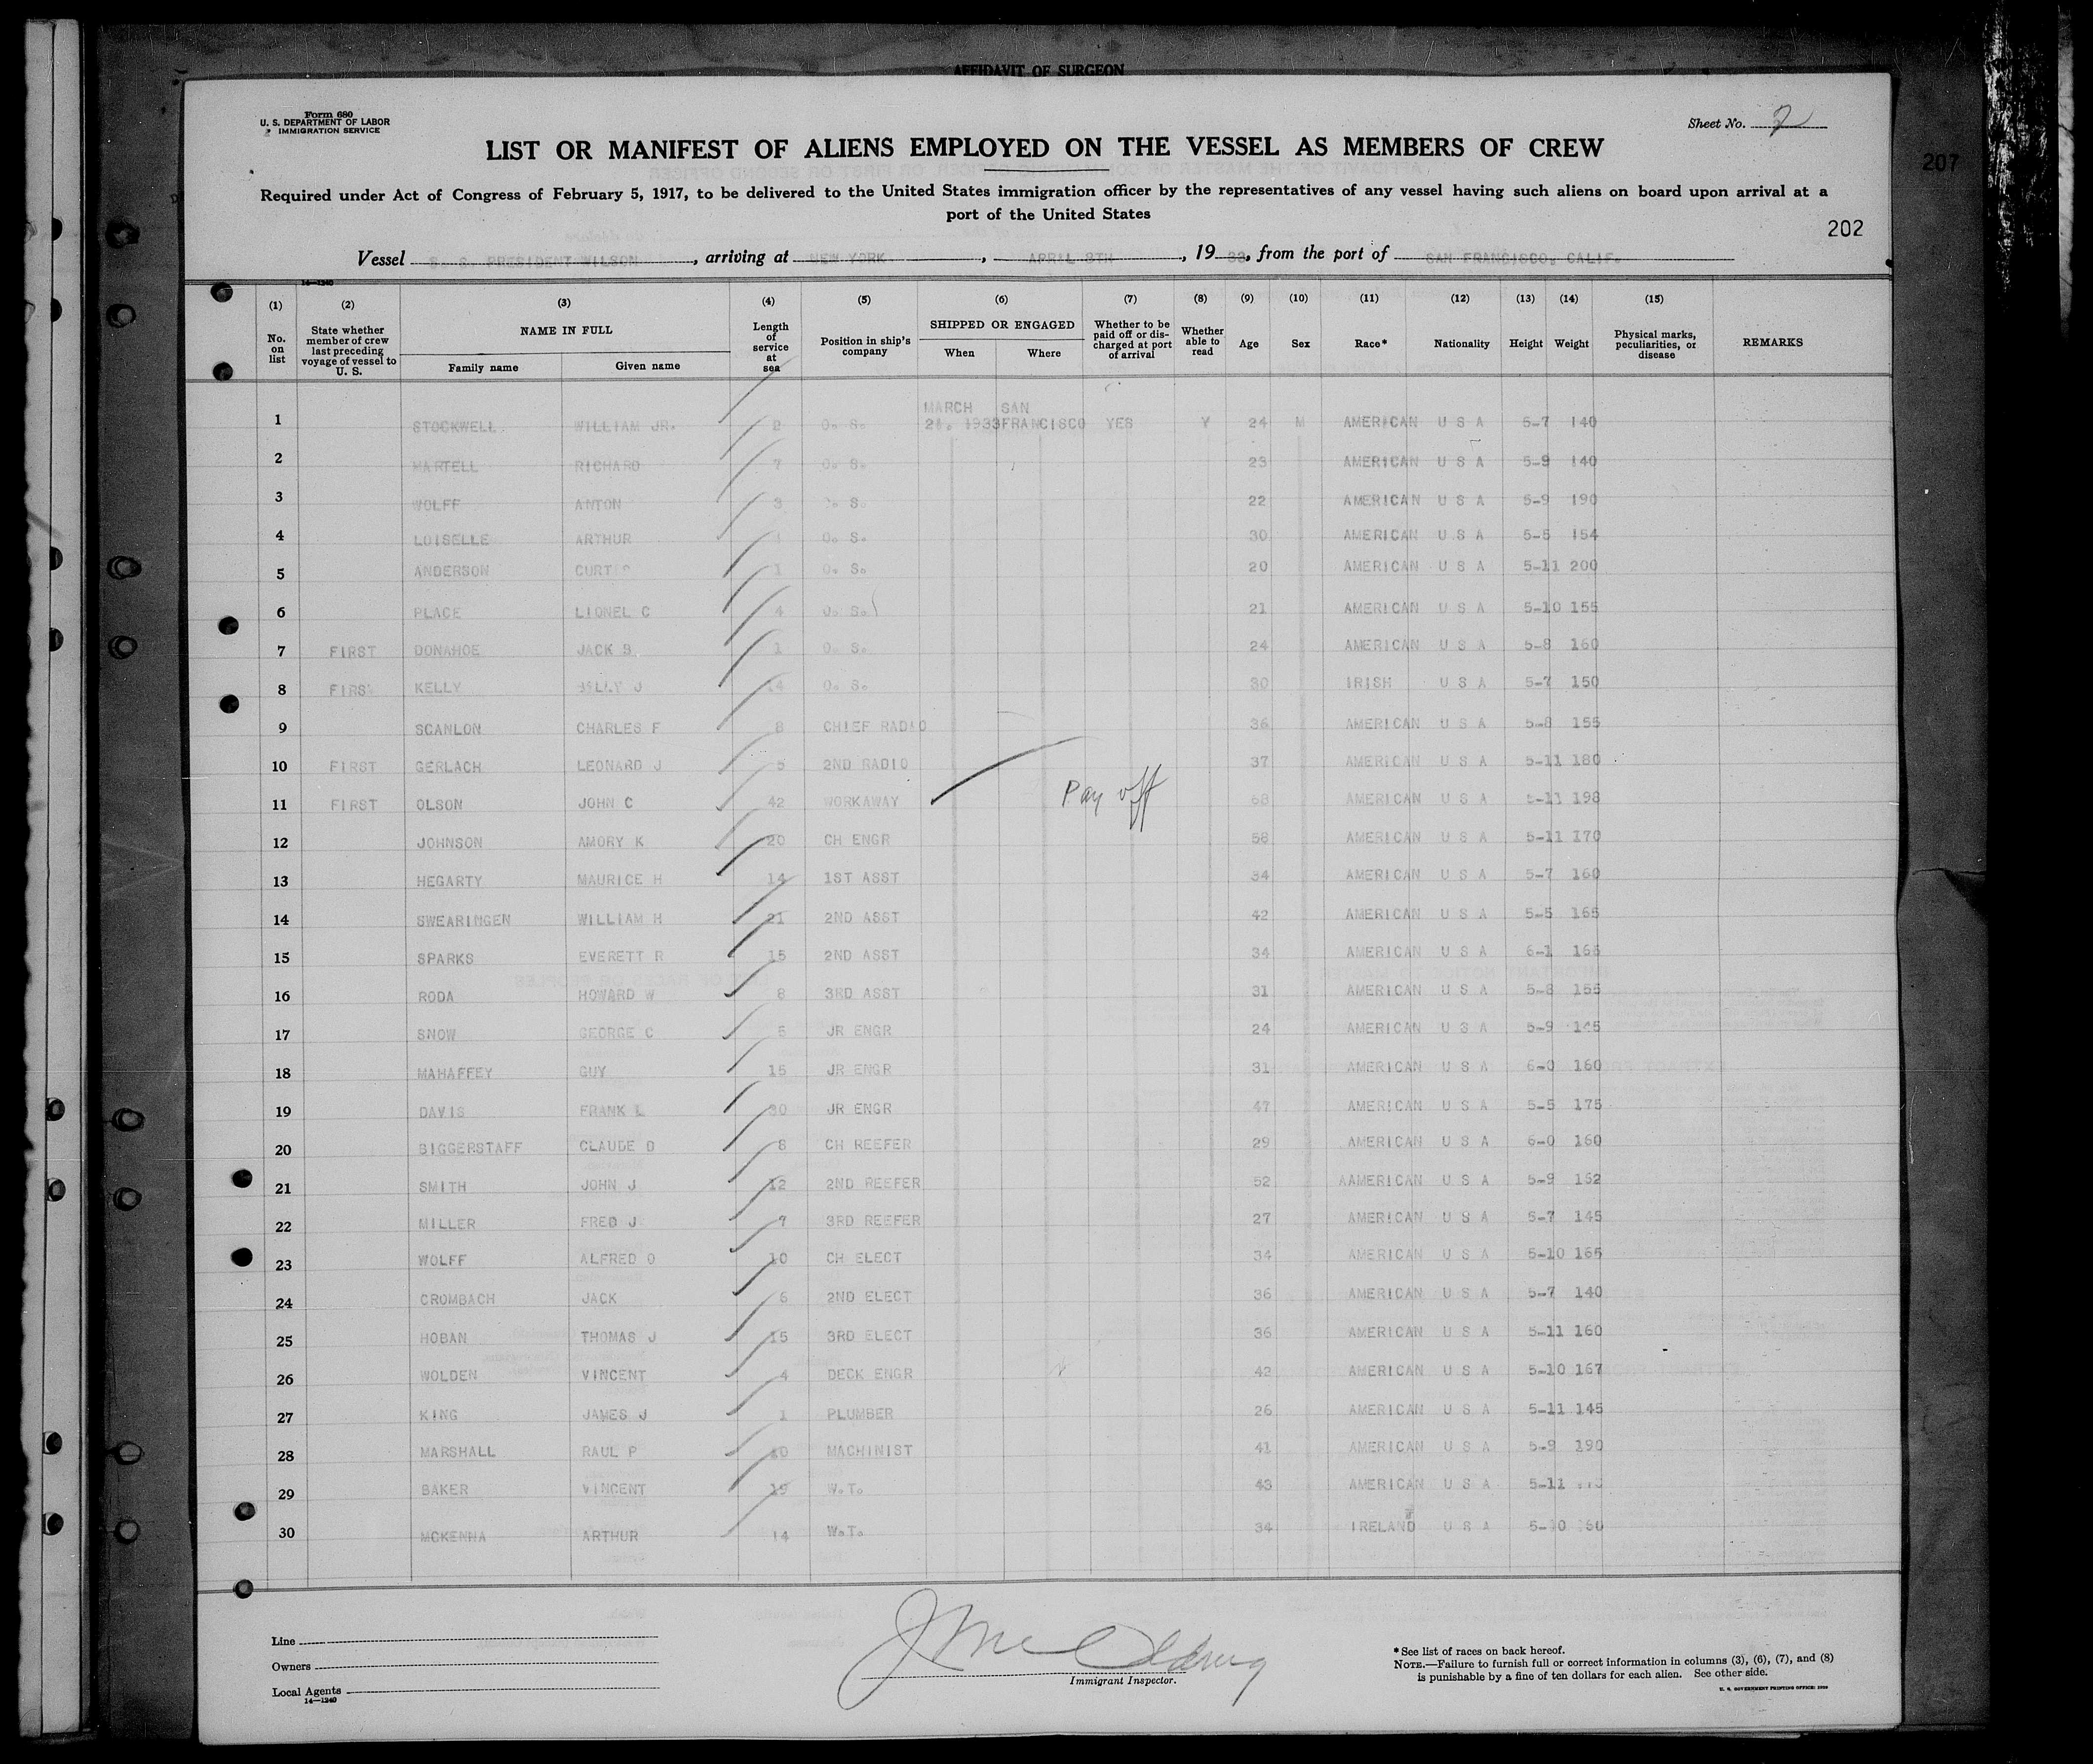 AFFIDAVIT OF SURGEON
Form 680
U. S. DEPARTMENT OF LABOR
IMMIGRATION SERVICE
Sheet No. 2
LIST OR MANIFEST OF ALIENS EMPLOYED ON THE VESSEL AS MEMBERS OF CREW
207
Required under Act of Congress of February 5, 1917, to be delivered to the United States immigration officer by the representatives of any vessel having such aliens on board upon arrival at a
port of the United States
202
Vessel S. S. PRESIDENT WILSON, arriving at NEW YORK, APRIL 8TH, 19 33, from the port of SAN FRANCISCO, CALIF.
14—1240
(1) (2) (3) (4) (5) (6) (7) (8) (9) (10) (11) (12) (13) (14) (15)
No. on list State whether member of crew last preceding voyage of vessel to U. S. NAME IN FULL Family name Given name Length of service at sea Position in ship's company SHIPPED OR ENGAGED When Where Whether to be paid off or discharged at port of arrival Whether able to read Age Sex Race* Nationality Height Weight Physical marks, peculiarities, or disease REMARKS
MARCH SAN
1 STOCKWELL WILLIAM JR. 2 O. S. 21. 1933 FRANCISCO YES Y 24 M AMERICAN U S A 5-7 140
2 MARTELL RICHARD 7 O. S. 23 AMERICAN U S A 5-9 140
3 WOLFF ANTON 3 O. S. 22 AMERICAN U S A 5-9 190
4 LOISELLE ARTHUR O. S. 30 AMERICAN U S A 5-5 154
5 ANDERSON CURTIS 1 O. S. 20 AMERICAN U S A 5-11 200
6 PLACE LIONEL C 4 O. S. 21 AMERICAN U S A 5-10 155
7 FIRST DONAHOE JACK B 1 O. S. 24 AMERICAN U S A 5-8 160
8 FIRST KELLY BILLY J 14 O. S. 30 IRISH U S A 5-7 150
9 SCANLON CHARLES F 8 CHIEF RADIO 36 AMERICAN U S A 5-8 155
10 FIRST GERLACH LEONARD J 5 2ND RADIO 37 AMERICAN U S A 5-11 180
11 FIRST OLSON JOHN C 42 WORKAWAY Pay off 68 AMERICAN U S A 5-11 198
12 JOHNSON AMORY K 20 CH ENGR 58 AMERICAN U S A 5-11 170
13 HEGARTY MAURICE H 14 1ST ASST 34 AMERICAN U S A 5-7 160
14 SWEARINGEN WILLIAM H 21 2ND ASST 42 AMERICAN U S A 5-5 165
15 SPARKS EVERETT R 15 2ND ASST 34 AMERICAN U S A 6-1 165
16 RODA HOWARD W 8 3RD ASST 31 AMERICAN U S A 5-8 155
17 SNOW GEORGE C 5 JR ENGR 24 AMERICAN U S A 5-9 145
18 MAHAFFEY GUY 15 JR ENGR 31 AMERICAN U S A 6-0 160
19 DAVIS FRANK L 30 JR ENGR 47 AMERICAN U S A 5-5 175
20 BIGGERSTAFF CLAUDE D 8 CH REEFER 29 AMERICAN U S A 6-0 160
21 SMITH JOHN J 12 2ND REEFER 52 AAMERICAN U S A 5-9 152
22 MILLER FRED J 7 3RD REEFER 27 AMERICAN U S A 5-7 145
23 WOLFF ALFRED O 10 CH ELECT 34 AMERICAN U S A 5-10 165
24 CROMBACH JACK 6 2ND ELECT 36 AMERICAN U S A 5-7 140
25 HOBAN THOMAS J 15 3RD ELECT 36 AMERICAN U S A 5-11 160
26 WOLDEN VINCENT 4 DECK ENGR 42 AMERICAN U S A 5-10 167
27 KING JAMES J 1 PLUMBER 26 AMERICAN U S A 5-11 145
28 MARSHALL RAUL P 20 MACHINIST 41 AMERICAN U S A 5-9 190
29 BAKER VINCENT 19 W.T. 43 AMERICAN U S A 5-11
30 MCKENNA ARTHUR 14 W.T. 34 IRELAND U S A 5-10 160
Line
Owners
Local Agents
14—1240
Immigrant Inspector.
* See list of races on back hereof.
NOTE.—Failure to furnish full or correct information in columns (3), (6), (7), and (8)
is punishable by a fine of ten dollars for each alien. See other side.
U. S. GOVERNMENT PRINTING OFFICE: